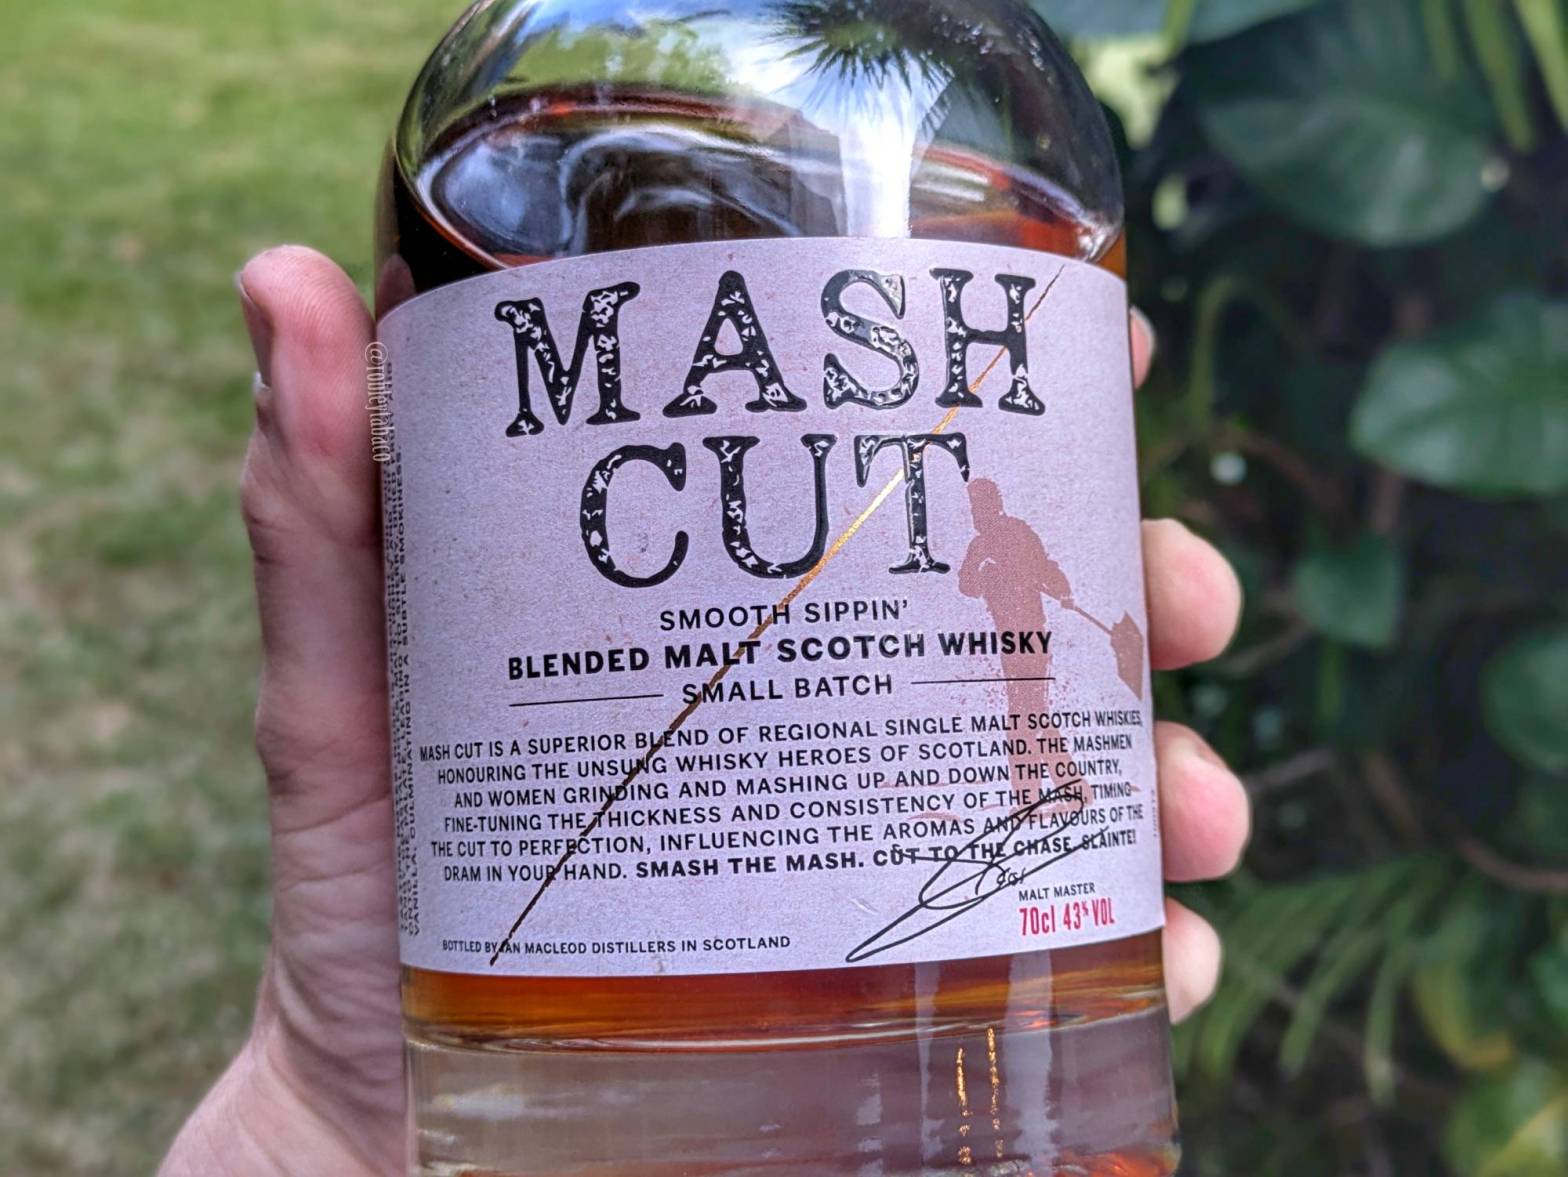 MASH
CUT
SMOOTH SIPPIN'
BLENDED MALT SCOTCH WHISKY
SMALL BATCH
MASH CUT IS A SUPERIOR BLEND OF REGIONAL SINGLE MALT SCOTCH WHISKIES,
HONOURING THE UNSUNG WHISKY HEROES OF SCOTLAND. THE MASHMEN
AND WOMEN GRINDING AND MASHING UP AND DOWN THE COUNTRY,
FINE-TUNING THE THICKNESS AND CONSISTENCY OF THE MASH TIMING
THE CUT TO PERFECTION, INFLUENCING THE AROMAS AND FLAVOURS OF THE
DRAM IN YOUR HAND. SMASH THE MASH. CUT TO THE CHASE SLÁINTE!
MALT MASTER
70cl 43% VOL
BOTTLED BY IAN MACLEOD DISTILLERS IN SCOTLAND